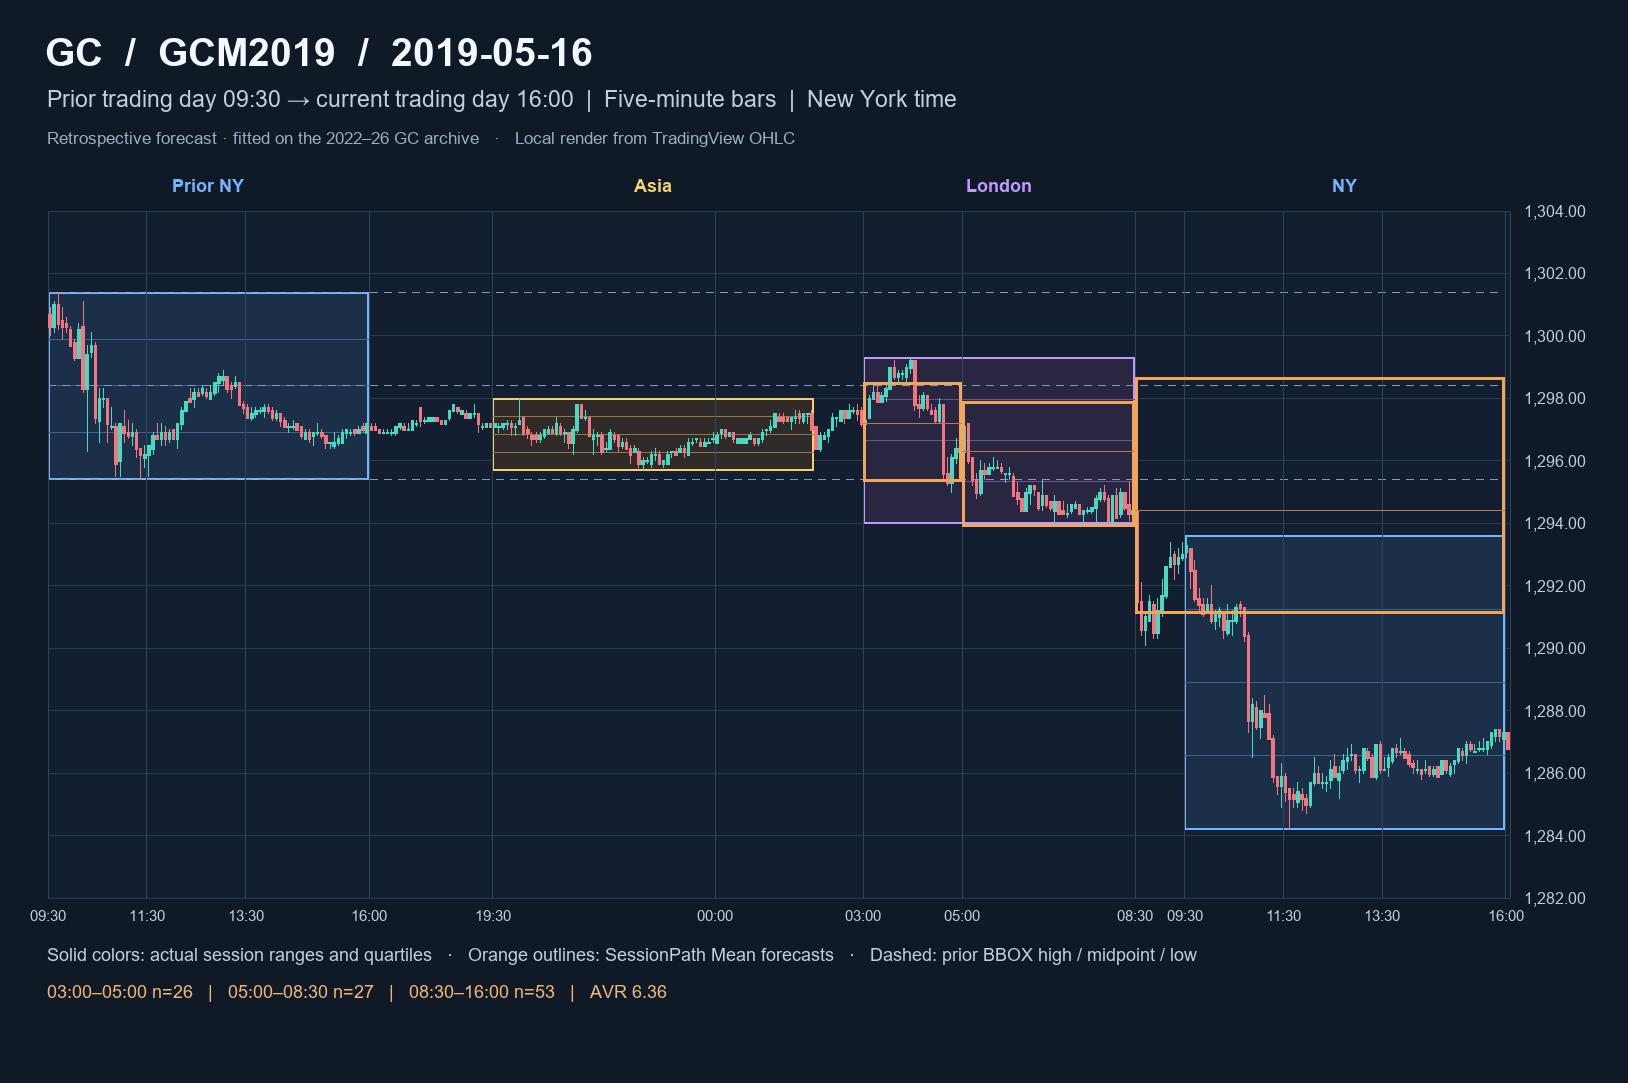 GC / GCM2019 / 2019-05-16
Prior trading day 09:30 → current trading day 16:00 | Five-minute bars | New York time
Retrospective forecast · fitted on the 2022–26 GC archive · Local render from TradingView OHLC
Prior NY Asia London NY
1,304.00
1,302.00
1,300.00
1,298.00
1,296.00
1,294.00
1,292.00
1,290.00
1,288.00
1,286.00
1,284.00
1,282.00
09:30 11:30 13:30 16:00 19:30 00:00 03:00 05:00 08:30 09:30 11:30 13:30 16:00
Solid colors: actual session ranges and quartiles · Orange outlines: SessionPath Mean forecasts · Dashed: prior BBOX high / midpoint / low
03:00–05:00 n=26 | 05:00–08:30 n=27 | 08:30–16:00 n=53 | AVR 6.36